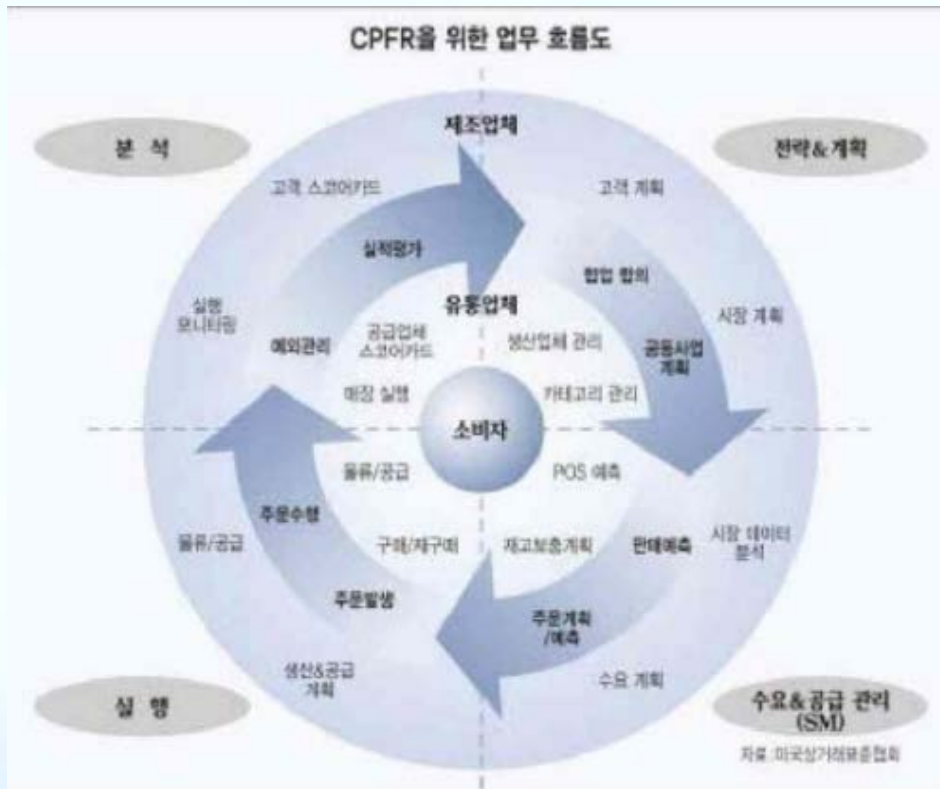 CPFR을 위한 업무 흐름도
제조업체
분 석
전략&계획
고객 스코어카드
고객 계획
실적평가
협업 합의
실행
모니터링
유통업체
시장 계획
예외관리
공급업체
스코어카드
생산업체 관리
공동사업
계획
매장 실행
카테고리 관리
소비자
물류/공급
POS 예측
주문수행
물류/공급
구매/재구매
재고보충계획
판매예측
시장 데이터
분석
주문발생
주문계획
/예측
생산&공급
계획
수요 계획
실 행
수요&공급 관리
(SM)
자료:미국상거래표준협회